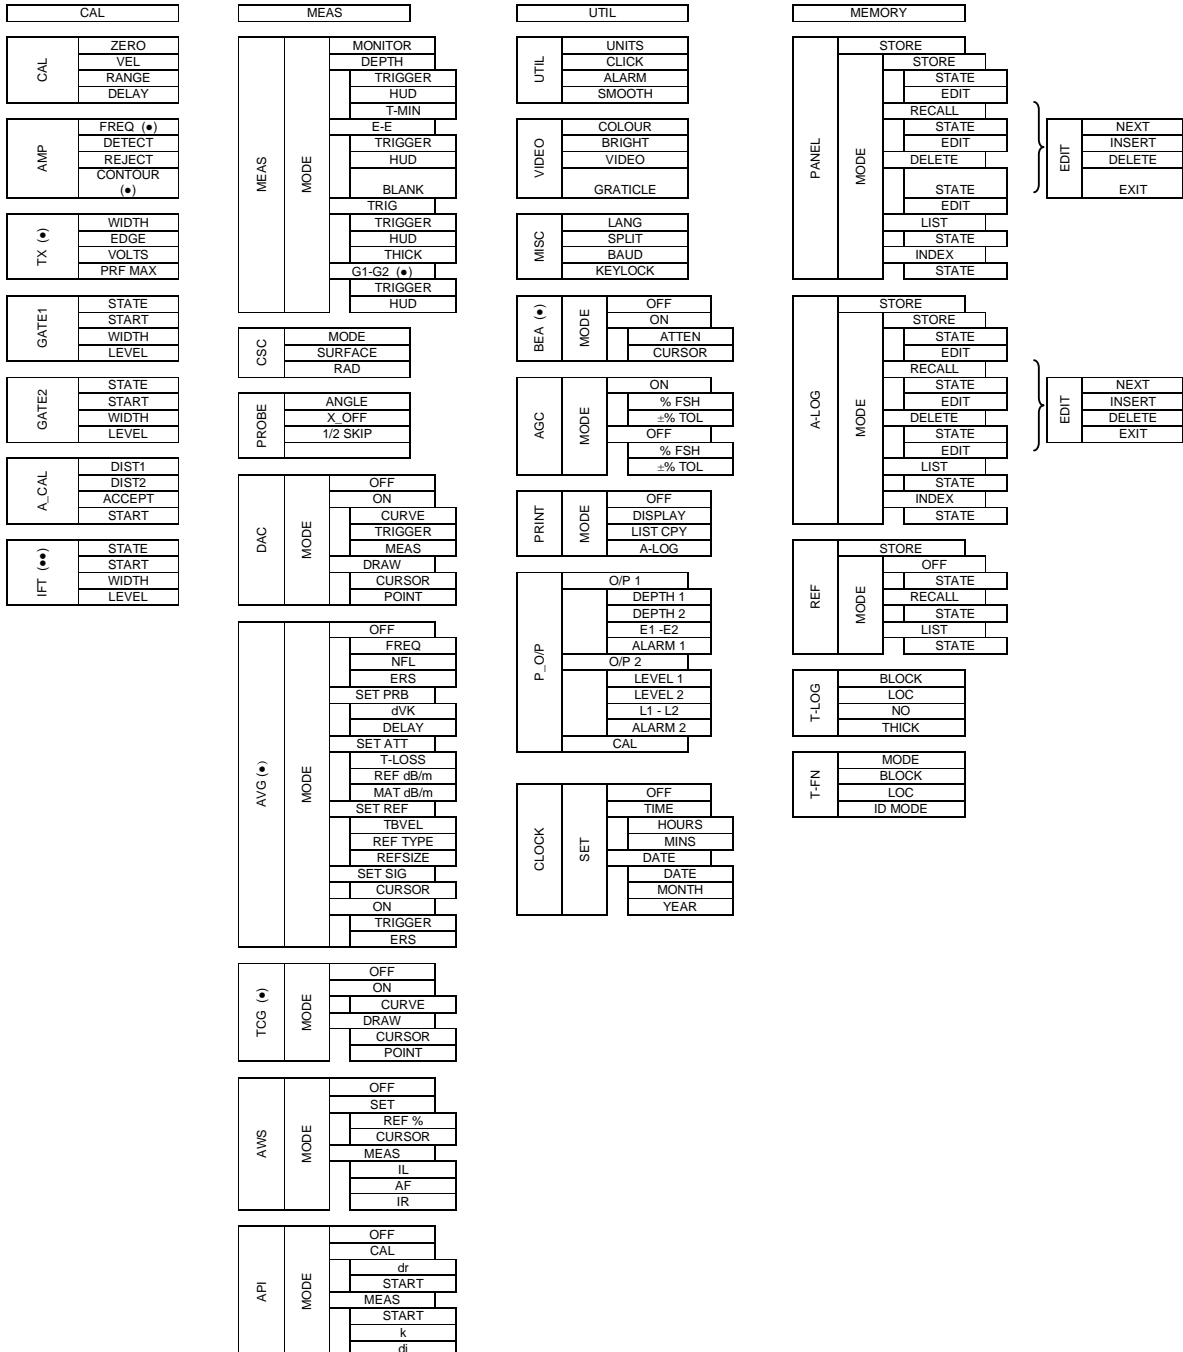 CAL
CAL
ZERO
VEL
RANGE
DELAY
AMP
FREQ (●)
DETECT
REJECT
CONTOUR
(●)
TX (●)
WIDTH
EDGE
VOLTS
PRF MAX
GATE1
STATE
START
WIDTH
LEVEL
GATE2
STATE
START
WIDTH
LEVEL
A_CAL
DIST1
DIST2
ACCEPT
START
IFT (●●)
STATE
START
WIDTH
LEVEL
MEAS
MEAS
MODE
MONITOR
DEPTH
TRIGGER
HUD
T-MIN
E-E
TRIGGER
HUD
BLANK
TRIG
TRIGGER
HUD
THICK
G1-G2 (●)
TRIGGER
HUD
CSC
MODE
SURFACE
RAD
PROBE
ANGLE
X_OFF
1/2 SKIP
DAC
MODE
OFF
ON
CURVE
TRIGGER
MEAS
DRAW
CURSOR
POINT
AVG (●)
MODE
OFF
FREQ
NFL
ERS
SET PRB
dVK
DELAY
SET ATT
T-LOSS
REF dB/m
MAT dB/m
SET REF
TBVEL
REF TYPE
REFSIZE
SET SIG
CURSOR
ON
TRIGGER
ERS
TCG (●)
MODE
OFF
ON
CURVE
DRAW
CURSOR
POINT
AWS
MODE
OFF
SET
REF %
CURSOR
MEAS
IL
AF
IR
API
MODE
OFF
CAL
dr
START
MEAS
START
k
di
UTIL
UTIL
UNITS
CLICK
ALARM
SMOOTH
VIDEO
COLOUR
BRIGHT
VIDEO
GRATICLE
MISC
LANG
SPLIT
BAUD
KEYLOCK
BEA (●)
MODE
OFF
ON
ATTEN
CURSOR
AGC
MODE
ON
% FSH
±% TOL
OFF
% FSH
±% TOL
PRINT
MODE
OFF
DISPLAY
LIST CPY
A-LOG
P_O/P
O/P 1
DEPTH 1
DEPTH 2
E1 -E2
ALARM 1
O/P 2
LEVEL 1
LEVEL 2
L1 - L2
ALARM 2
CAL
CLOCK
SET
OFF
TIME
HOURS
MINS
DATE
DATE
MONTH
YEAR
MEMORY
PANEL
MODE
STORE
STORE
STATE
EDIT
RECALL
STATE
EDIT
DELETE
STATE
EDIT
LIST
STATE
INDEX
STATE
EDIT
NEXT
INSERT
DELETE
EXIT
A-LOG
MODE
STORE
STORE
STATE
EDIT
RECALL
STATE
EDIT
DELETE
STATE
EDIT
LIST
STATE
INDEX
STATE
EDIT
NEXT
INSERT
DELETE
EXIT
REF
MODE
STORE
OFF
STATE
RECALL
STATE
LIST
STATE
T-LOG
BLOCK
LOC
NO
THICK
T-FN
MODE
BLOCK
LOC
ID MODE